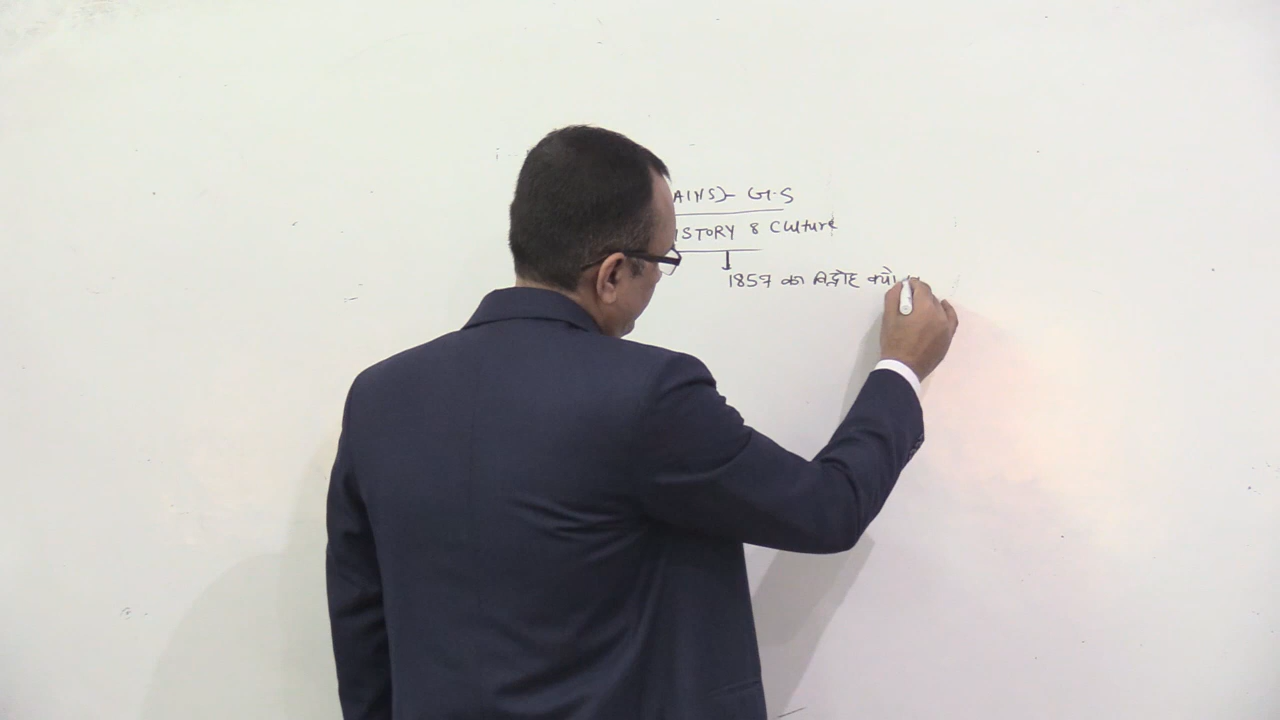 AINS)- G.S
ISTORY & Culture
1857 का विद्रोह क्यों